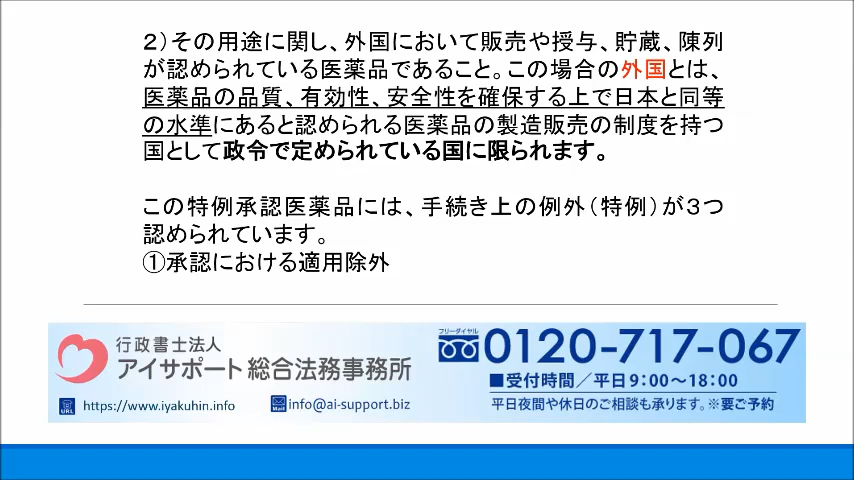 ２）その用途に関し、外国において販売や授与、貯蔵、陳列
が認められている医薬品であること。この場合の外国とは、
医薬品の品質、有効性、安全性を確保する上で日本と同等
の水準にあると認められる医薬品の製造販売の制度を持つ
国として政令で定められている国に限られます。
この特例承認医薬品には、手続き上の例外（特例）が３つ
認められています。
①承認における適用除外
行政書士法人
アイサポート 総合法務事務所
URL https://www.iyakuhin.info
Mail info@ai-support.biz
フリーダイヤル
0120-717-067
■受付時間／平日9:00～18:00
平日夜間や休日のご相談も承ります。※要ご予約